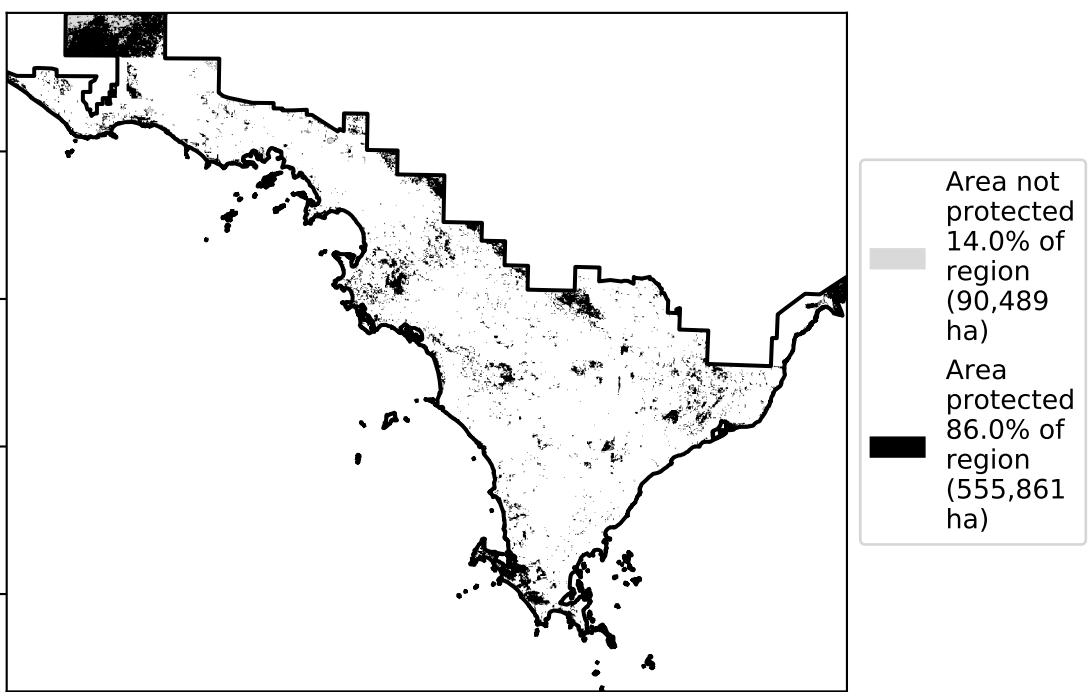 Area not
protected
14.0% of
region
(90,489
ha)
Area
protected
86.0% of
region
(555,861
ha)